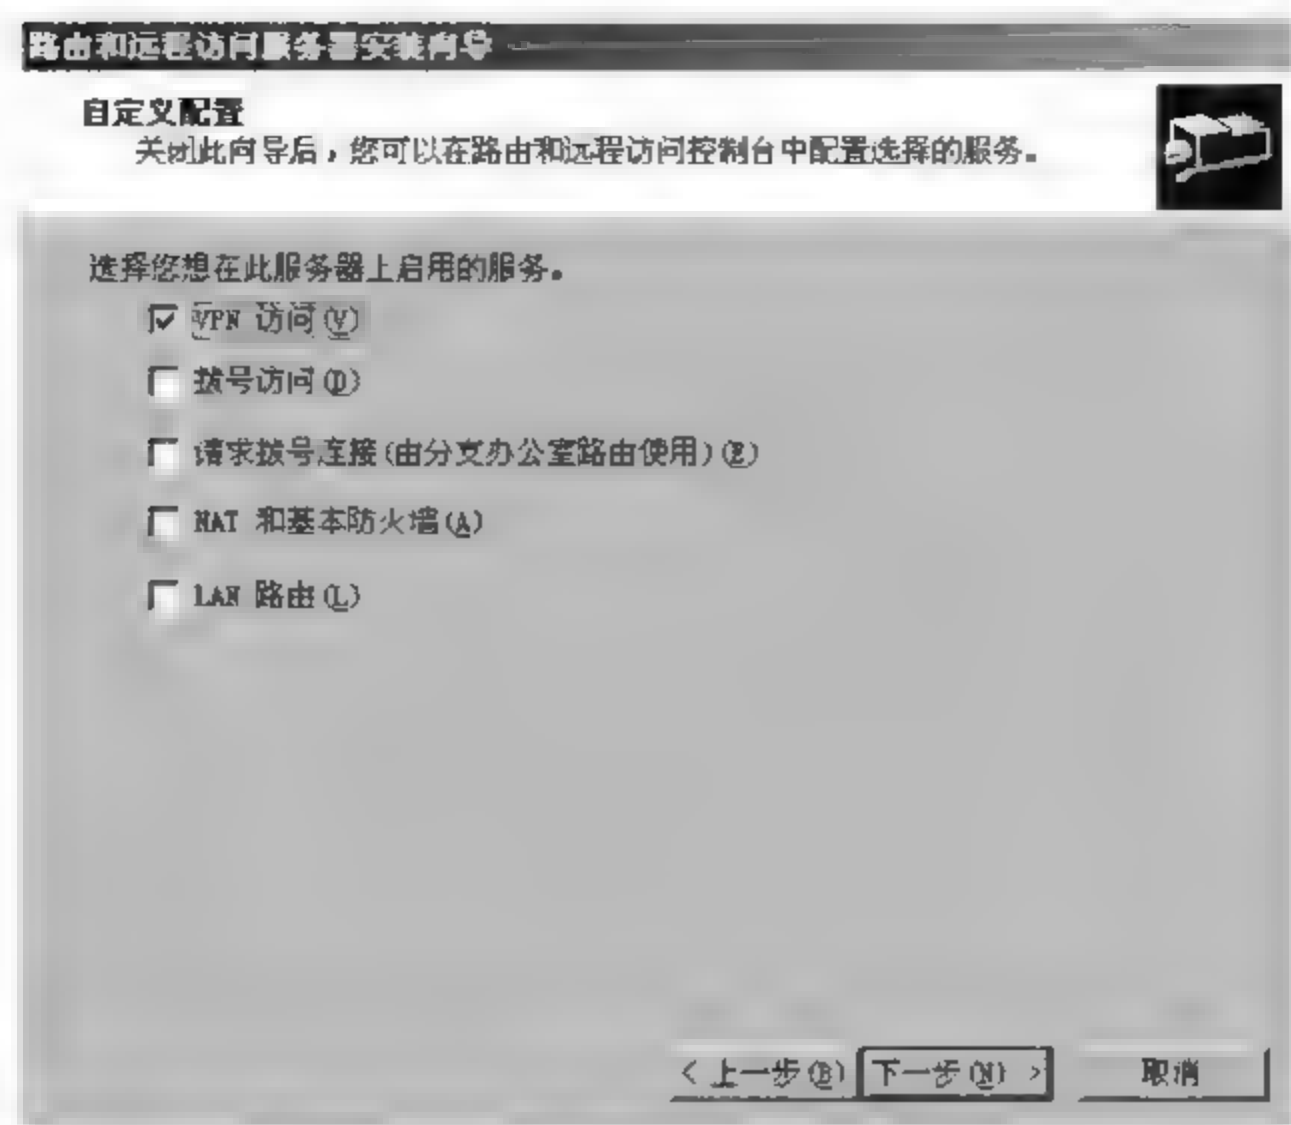 路由和远程访问服务器安装向导
自定义配置
关闭此向导后，您可以在路由和远程访问控制台中配置选择的服务。
选择您想在此服务器上启用的服务。
VPN 访问(V)
拨号访问(D)
请求拨号连接(由分支办公室路由使用)(E)
NAT 和基本防火墙(A)
LAN 路由(L)
< 上一步(B) 下一步(N) > 取消